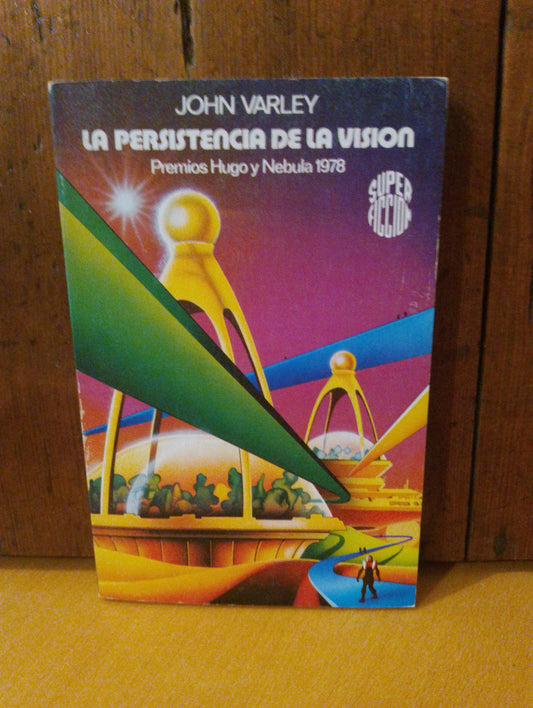 JOHN VARLEY
LA PERSISTENCIA DE LA VISION
Premios Hugo y Nebula 1978
SUPER
FICCION